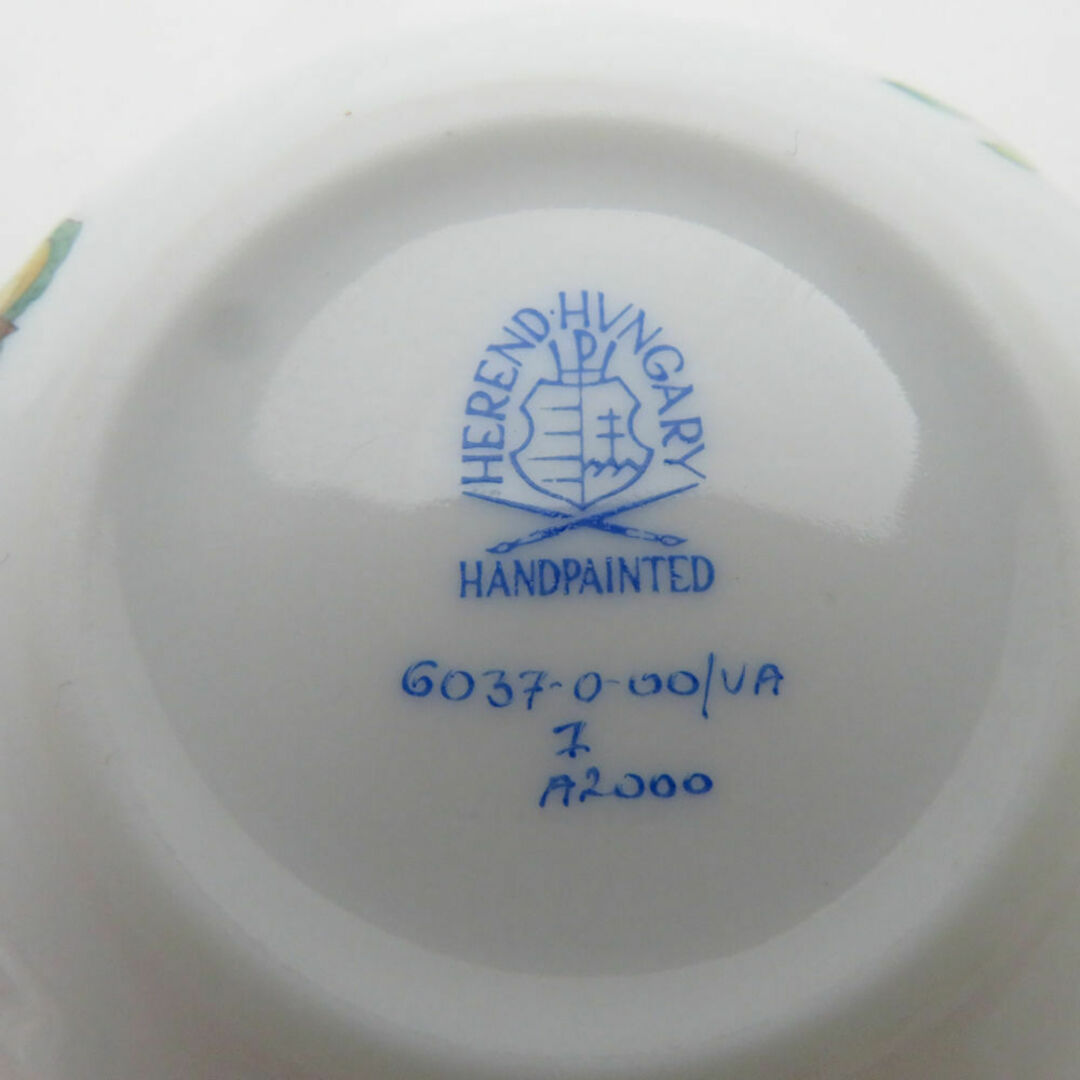 HEREND·HVNGARY
P
HANDPAINTED
6037-0-00/VA
7
A2000